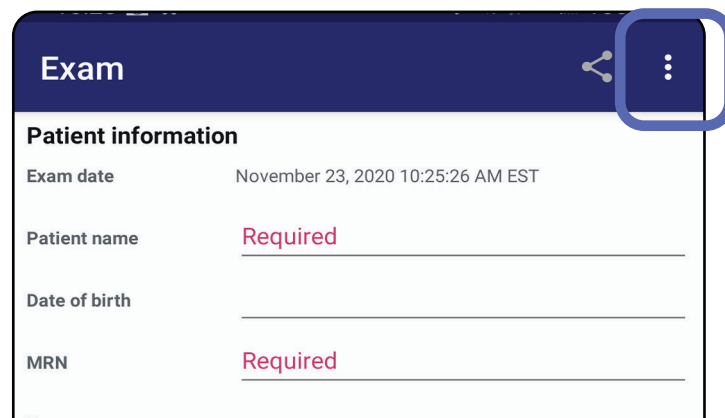 Exam
Patient information
Exam date November 23, 2020 10:25:26 AM EST
Patient name Required
Date of birth
MRN Required